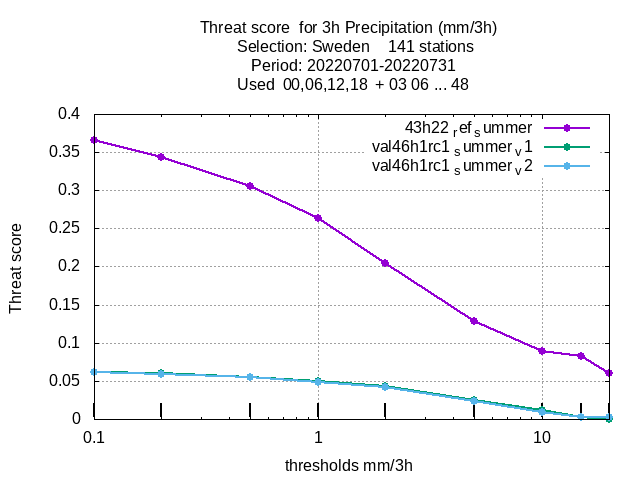 Threat score  for 3h Precipitation (mm/3h)
Selection: Sweden    141 stations
Period: 20220701-20220731
Used  00,06,12,18  + 03 06 ... 48
0.4
0.35
0.3
0.25
0.2
0.15
0.1
0.05
0
Threat score
43h22 ref summer
val46h1rc1 summer v1
val46h1rc1 summer v2
0.1
1
10
thresholds mm/3h